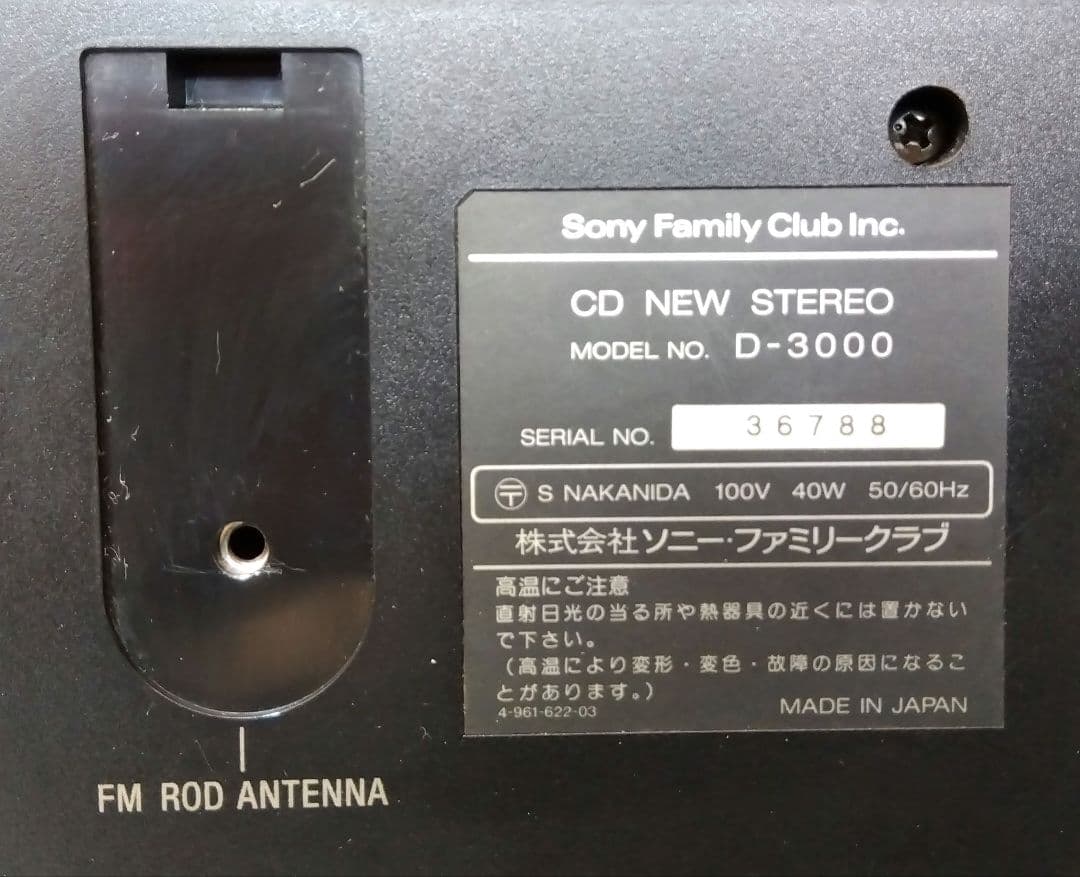 Sony Family Club Inc.
CD NEW STEREO
MODEL NO. D-3000
SERIAL NO. 36788
〶 S NAKANIDA 100V 40W 50/60Hz
株式会社ソニー・ファミリークラブ
高温にご注意
直射日光の当る所や熱器具の近くには置かない
で下さい。
(高温により変形・変色・故障の原因になるこ
とがあります。)
4-961-622-03
MADE IN JAPAN
FM ROD ANTENNA